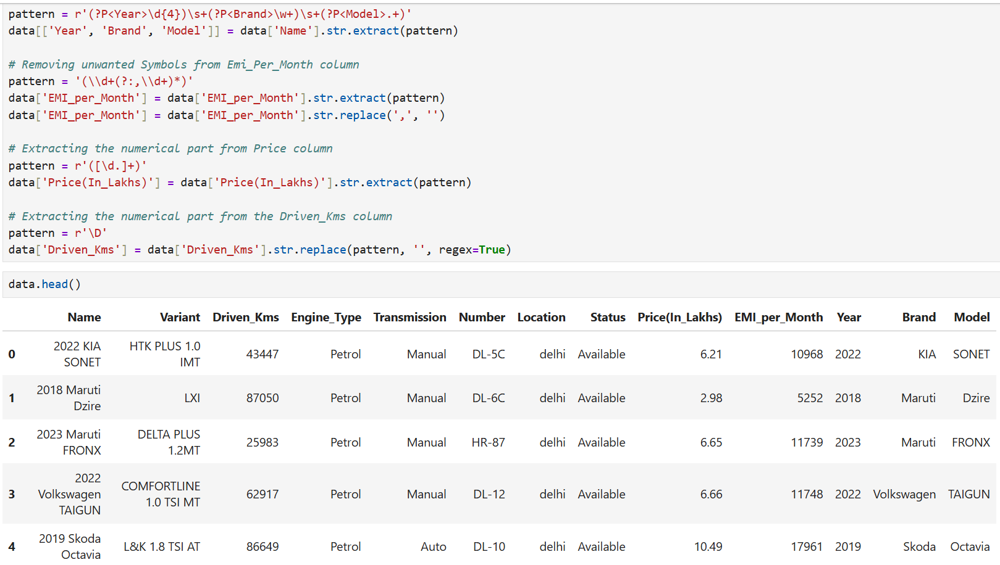 pattern = r'(?P<Year>\d{4})\s+(?P<Brand>\w+)\s+(?P<Model>.+)'
data[['Year', 'Brand', 'Model']] = data['Name'].str.extract(pattern)
# Removing unwanted Symbols from Emi_Per_Month column
pattern = '(\\d+(?:,\\d+)*)'
data['EMI_per_Month'] = data['EMI_per_Month'].str.extract(pattern)
data['EMI_per_Month'] = data['EMI_per_Month'].str.replace(',', '')
# Extracting the numerical part from Price column
pattern = r'([\d.]+)'
data['Price(In_Lakhs)'] = data['Price(In_Lakhs)'].str.extract(pattern)
# Extracting the numerical part from the Driven_Kms column
pattern = r'\D'
data['Driven_Kms'] = data['Driven_Kms'].str.replace(pattern, '', regex=True)
data.head()
Name Variant Driven_Kms Engine_Type Transmission Number Location Status Price(In_Lakhs) EMI_per_Month Year Brand Model
0 2022 KIA SONET HTK PLUS 1.0 IMT 43447 Petrol Manual DL-5C delhi Available 6.21 10968 2022 KIA SONET
1 2018 Maruti Dzire LXI 87050 Petrol Manual DL-6C delhi Available 2.98 5252 2018 Maruti Dzire
2 2023 Maruti FRONX DELTA PLUS 1.2MT 25983 Petrol Manual HR-87 delhi Available 6.65 11739 2023 Maruti FRONX
3 2022 Volkswagen TAIGUN COMFORTLINE 1.0 TSI MT 62917 Petrol Manual DL-12 delhi Available 6.66 11748 2022 Volkswagen TAIGUN
4 2019 Skoda Octavia L&K 1.8 TSI AT 86649 Petrol Auto DL-10 delhi Available 10.49 17961 2019 Skoda Octavia